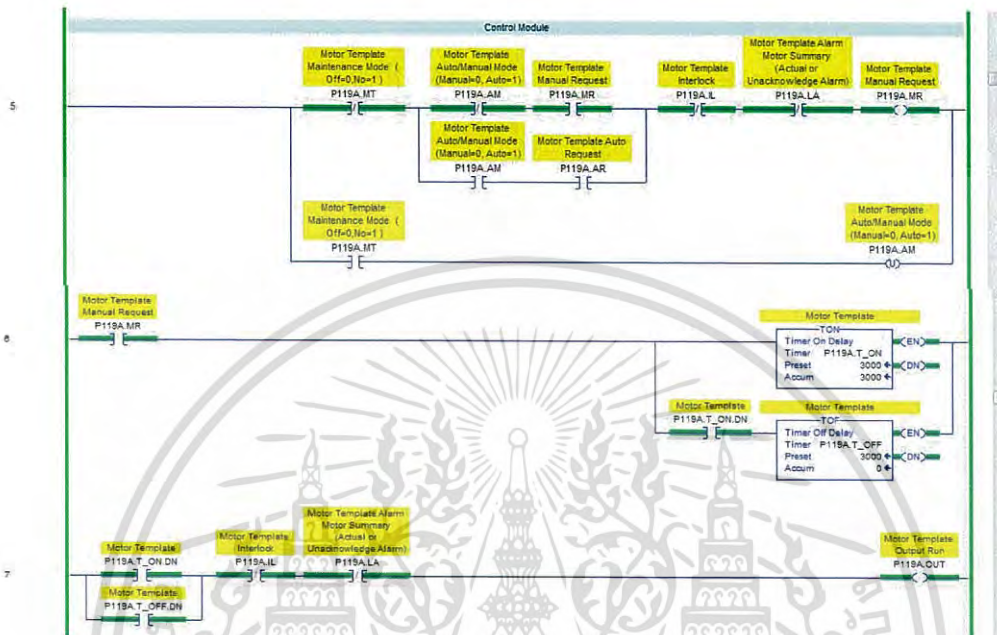 Control Module
5
Motor Template
Maintenance Mode (
Off=0,No=1 )
P119A.MT
Motor Template
Auto/Manual Mode
(Manual=0, Auto=1)
P119A.AM
Motor Template
Manual Request
P119A.MR
Motor Template
Interlock
P119A.IL
Motor Template Alarm
Motor Summary
(Actual or
Unacknowledge Alarm)
P119A.LA
Motor Template
Manual Request
P119A.MR
Motor Template
Auto/Manual Mode
(Manual=0, Auto=1)
P119A.AM
Motor Template Auto
Request
P119A.AR
Motor Template
Maintenance Mode (
Off=0,No=1 )
P119A.MT
Motor Template
Auto/Manual Mode
(Manual=0, Auto=1)
P119A.AM
U
6
Motor Template
Manual Request
P119A.MR
Motor Template
TON
Timer On Delay
Timer P119A.T_ON
Preset 3000
Accum 3000
EN
DN
Motor Template
P119A.T_ON.DN
Motor Template
TOF
Timer Off Delay
Timer P119A.T_OFF
Preset 3000
Accum 0
EN
DN
7
Motor Template
P119A.T_ON.DN
Motor Template
Interlock
P119A.IL
Motor Template Alarm
Motor Summary
(Actual or
Unacknowledge Alarm)
P119A.LA
Motor Template
Output Run
P119A.OUT
Motor Template
P119A.T_OFF.DN